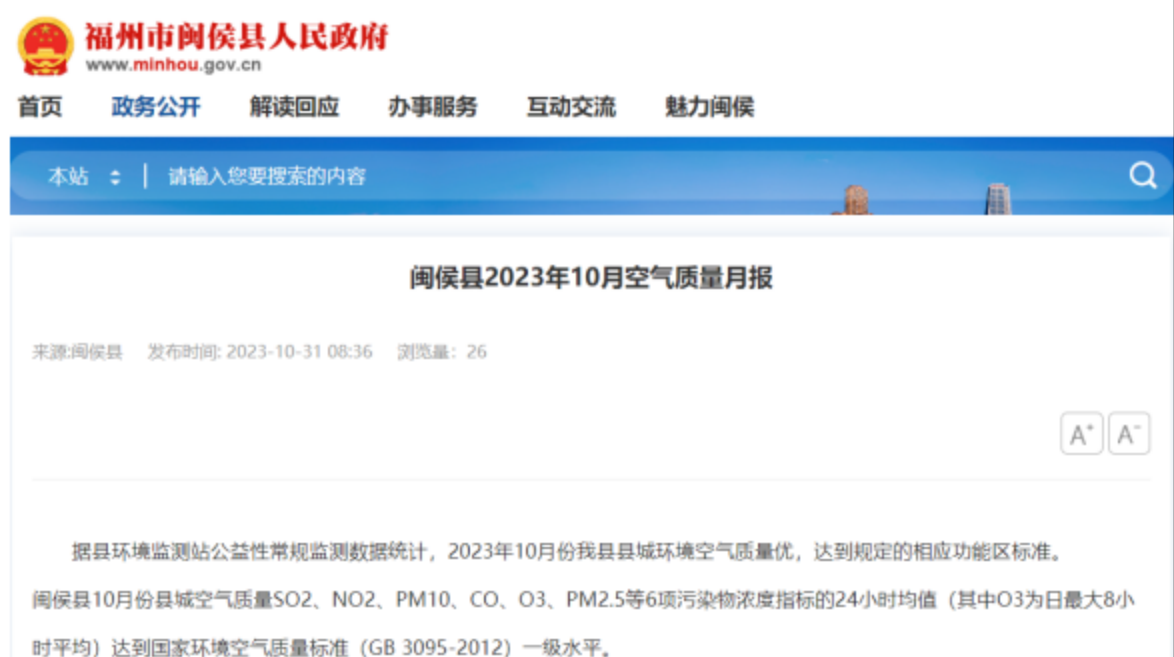 福州市闽侯县人民政府
www.minhou.gov.cn
首页 政务公开 解读回应 办事服务 互动交流 魅力闽侯
本站 请输入您要搜索的内容
闽侯县2023年10月空气质量月报
来源:闽侯县 发布时间: 2023-10-31 08:36 浏览量：26
A+ A-
据县环境监测站公益性常规监测数据统计，2023年10月份我县县城环境空气质量优，达到规定的相应功能区标准。
闽侯县10月份县城空气质量SO2、NO2、PM10、CO、O3、PM2.5等6项污染物浓度指标的24小时均值（其中O3为日最大8小
时平均）达到国家环境空气质量标准（GB 3095-2012）一级水平。